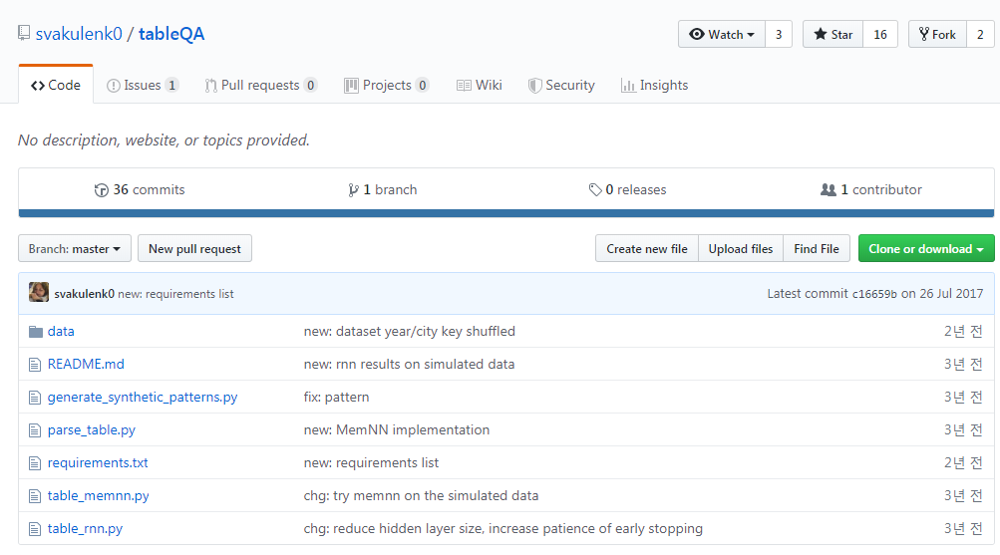 svakulenk0 / tableQA
Watch 3 Star 16 Fork 2
Code Issues 1 Pull requests 0 Projects 0 Wiki Security Insights
No description, website, or topics provided.
36 commits 1 branch 0 releases 1 contributor
Branch: master New pull request Create new file Upload files Find File Clone or download
svakulenk0 new: requirements list Latest commit c16659b on 26 Jul 2017
data new: dataset year/city key shuffled 2년 전
README.md new: rnn results on simulated data 3년 전
generate_synthetic_patterns.py fix: pattern 3년 전
parse_table.py new: MemNN implementation 3년 전
requirements.txt new: requirements list 2년 전
table_memnn.py chg: try memnn on the simulated data 3년 전
table_rnn.py chg: reduce hidden layer size, increase patience of early stopping 3년 전